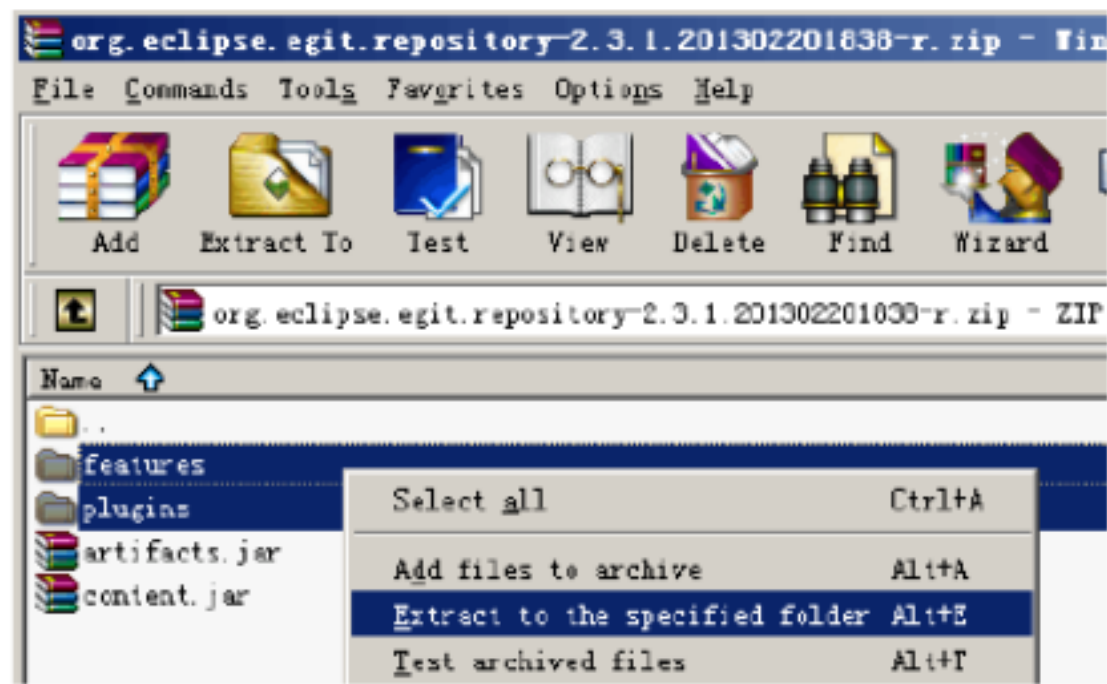 org.eclipse.egit.repository-2.3.1.201302201838-r.zip - Win
File Commands Tools Favorites Options Help
Add Extract To Test View Delete Find Wizard
org.eclipse.egit.repository-2.3.1.201302201838-r.zip - ZIP
Name
..
features
plugins
artifacts.jar
content.jar
Select all Ctrl+A
Add files to archive Alt+A
Extract to the specified folder Alt+E
Test archived files Alt+T